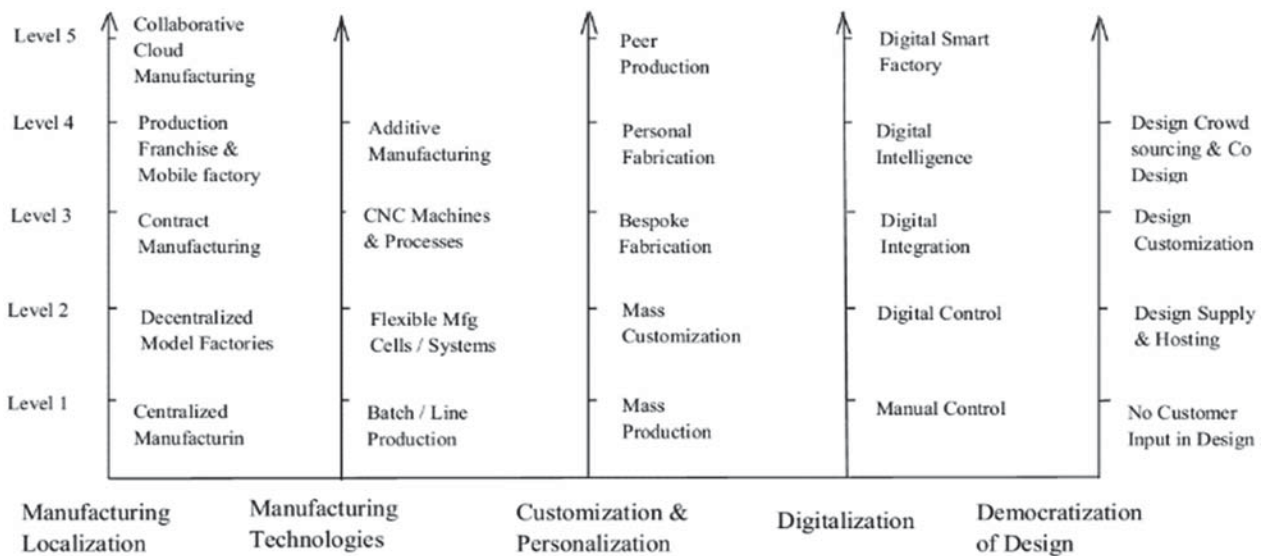 Level 5
Collaborative
Cloud
Manufacturing
Peer
Production
Digital Smart
Factory
Level 4
Production
Franchise &
Mobile factory
Additive
Manufacturing
Personal
Fabrication
Digital
Intelligence
Design Crowd
sourcing & Co
Design
Level 3
Contract
Manufacturing
CNC Machines
& Processes
Bespoke
Fabrication
Digital
Integration
Design
Customization
Level 2
Decentralized
Model Factories
Flexible Mfg
Cells / Systems
Mass
Customization
Digital Control
Design Supply
& Hosting
Level 1
Centralized
Manufacturin
Batch / Line
Production
Mass
Production
Manual Control
No Customer
Input in Design
Manufacturing
Localization
Manufacturing
Technologies
Customization &
Personalization
Digitalization
Democratization
of Design